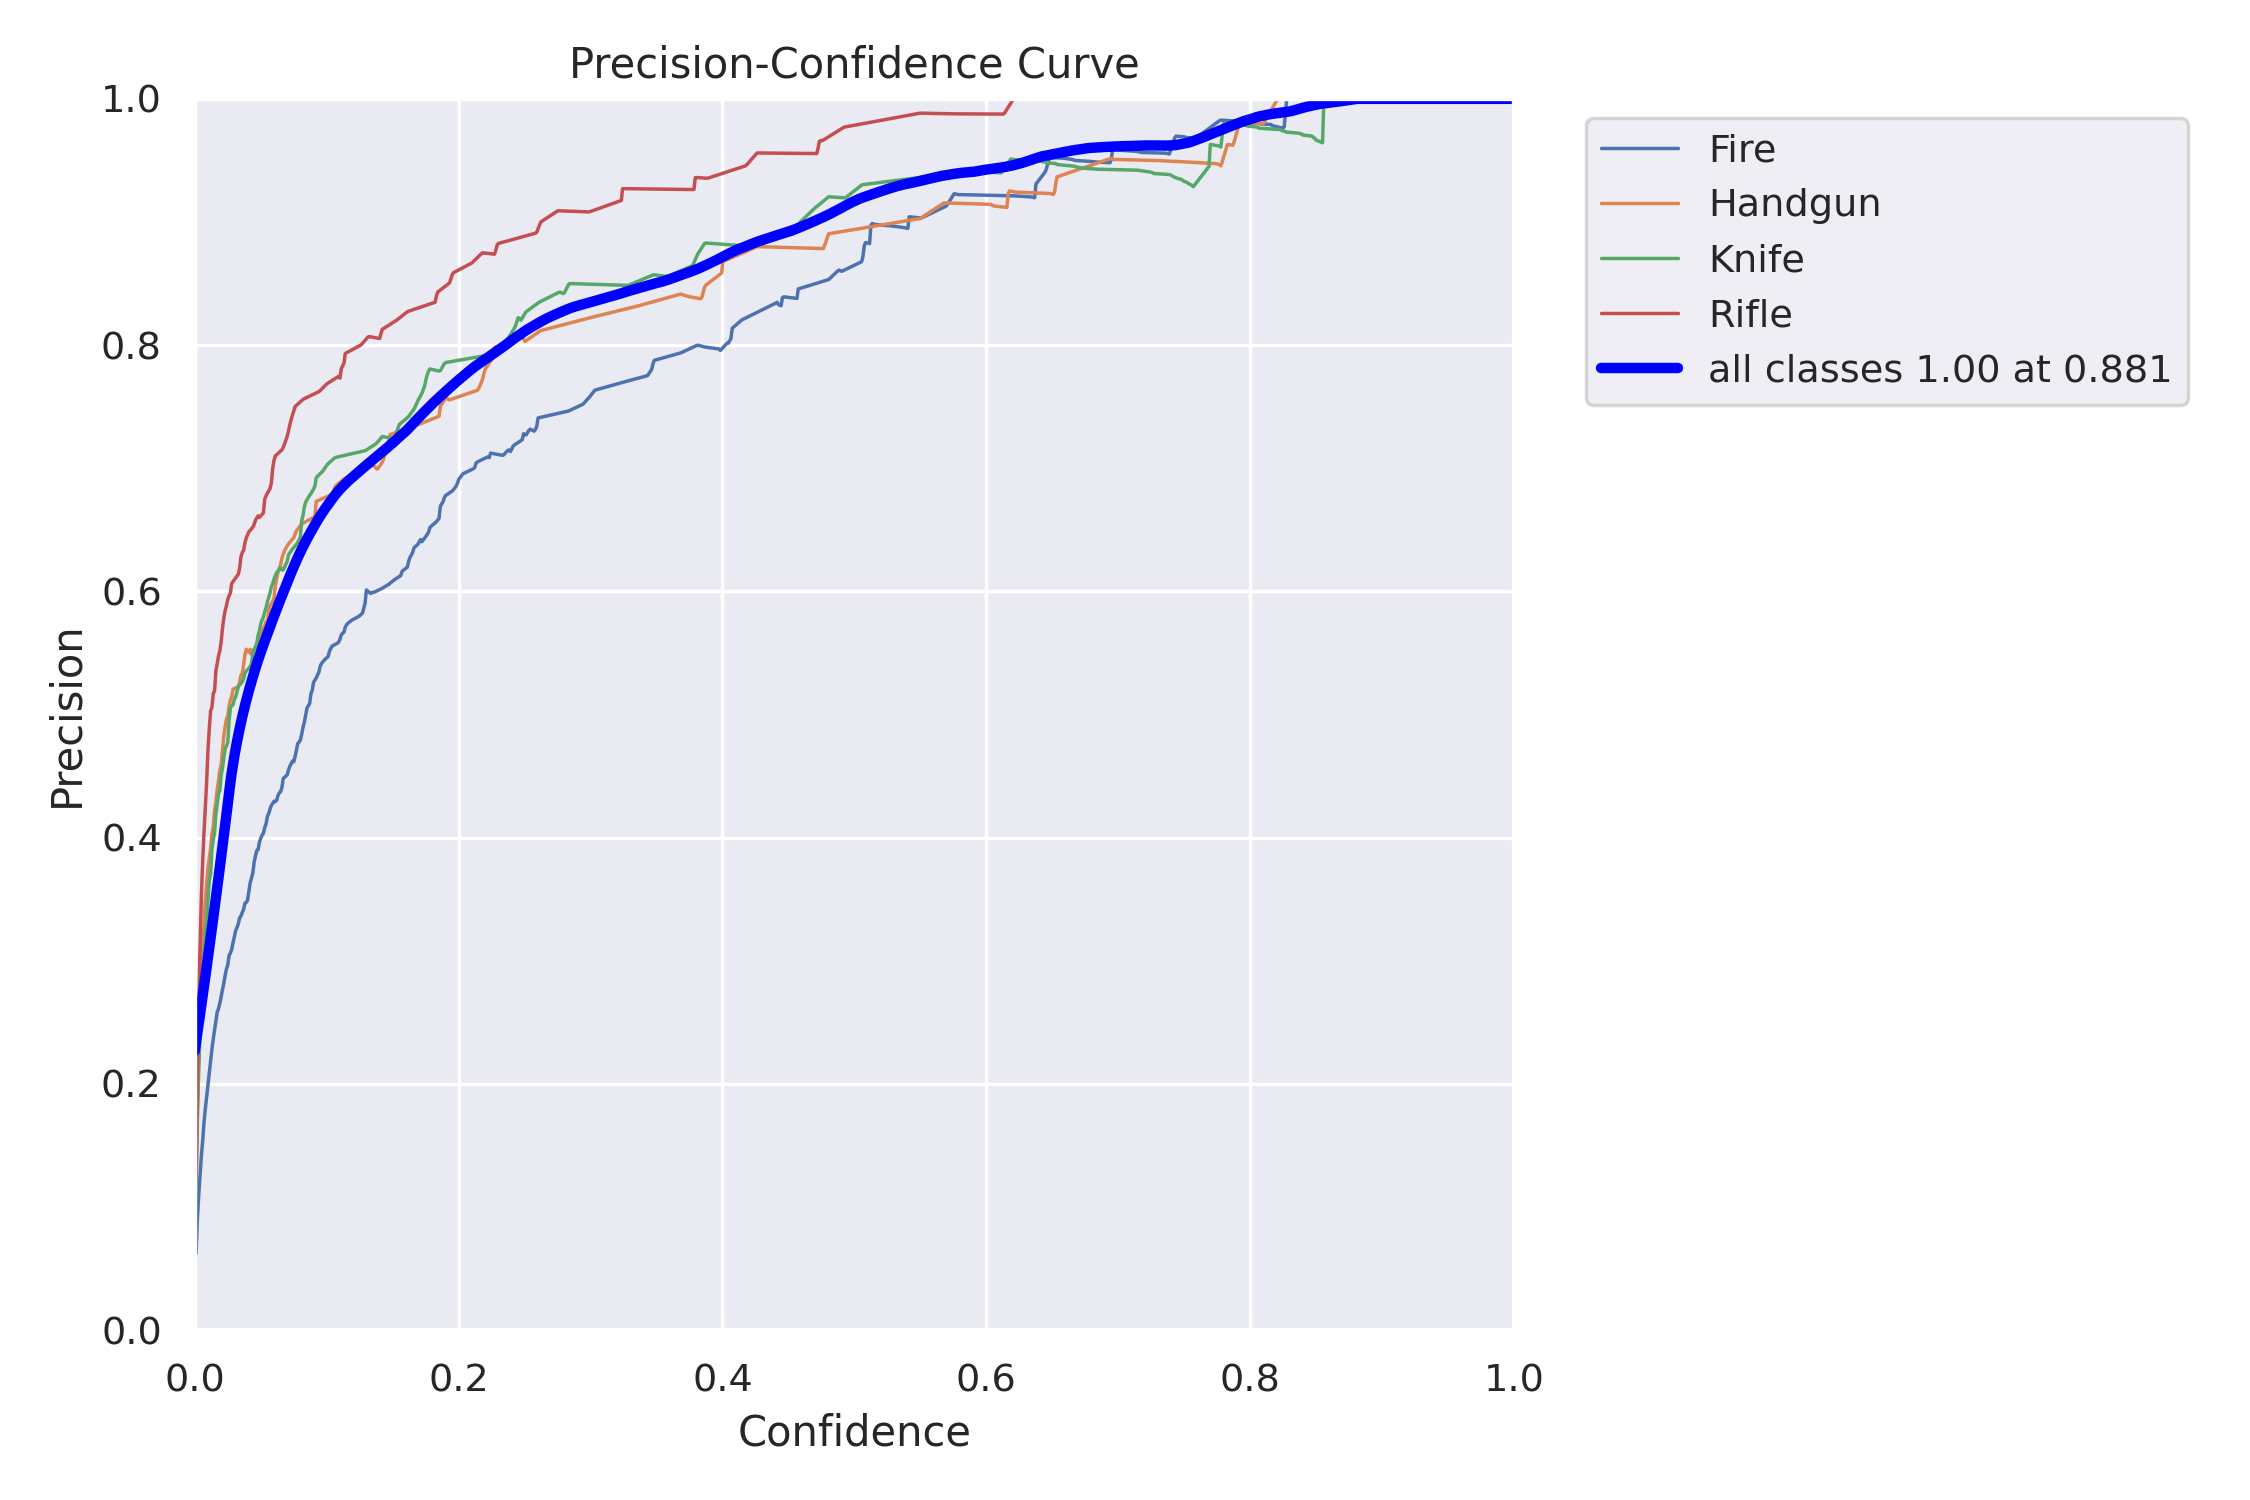 Precision-Confidence Curve
1.0
0.8
0.6
0.4
0.2
0.0
Precision
0.0 0.2 0.4 0.6 0.8 1.0
Confidence
Fire
Handgun
Knife
Rifle
all classes 1.00 at 0.881